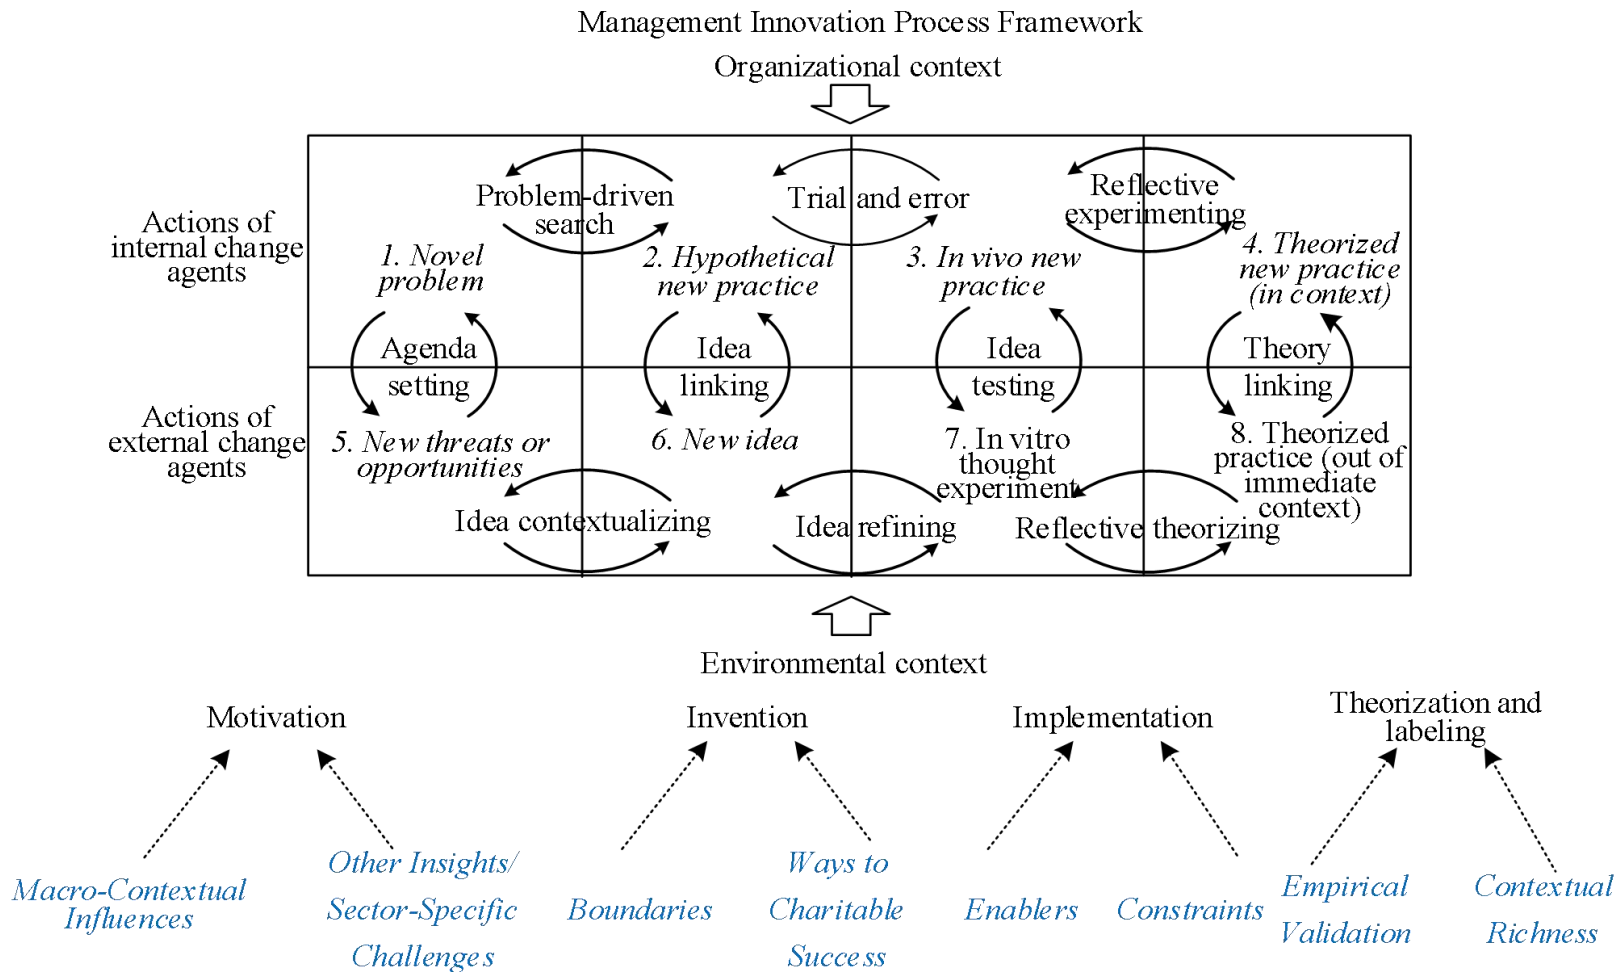 Management Innovation Process Framework
Organizational context
Actions of
internal change
agents
Problem-driven
search
Trial and error
Reflective
experimenting
1. Novel
problem
2. Hypothetical
new practice
3. In vivo new
practice
4. Theorized
new practice
(in context)
Agenda
setting
Idea
linking
Idea
testing
Theory
linking
Actions of
external change
agents
5. New threats or
opportunities
6. New idea
7. In vitro
thought
experiment
8. Theorized
practice (out of
immediate
context)
Idea contextualizing
Idea refining
Reflective theorizing
Environmental context
Motivation
Invention
Implementation
Theorization and
labeling
Macro-Contextual
Influences
Other Insights/
Sector-Specific
Challenges
Boundaries
Ways to
Charitable
Success
Enablers
Constraints
Empirical
Validation
Contextual
Richness